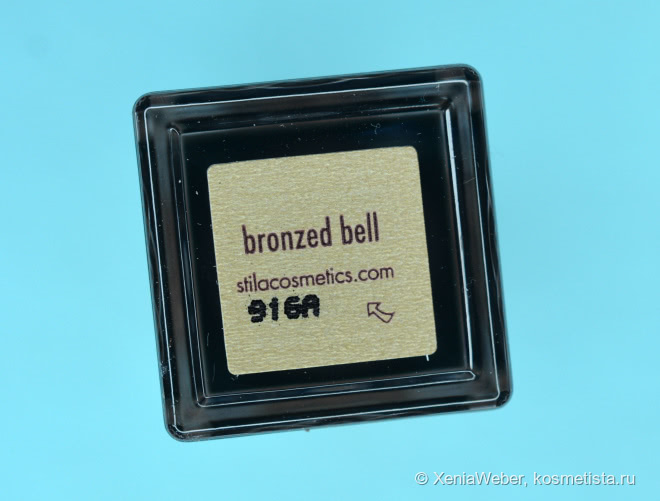 bronzed bell
stilacosmetics.com
916A
© XeniaWeber, kosmetista.ru